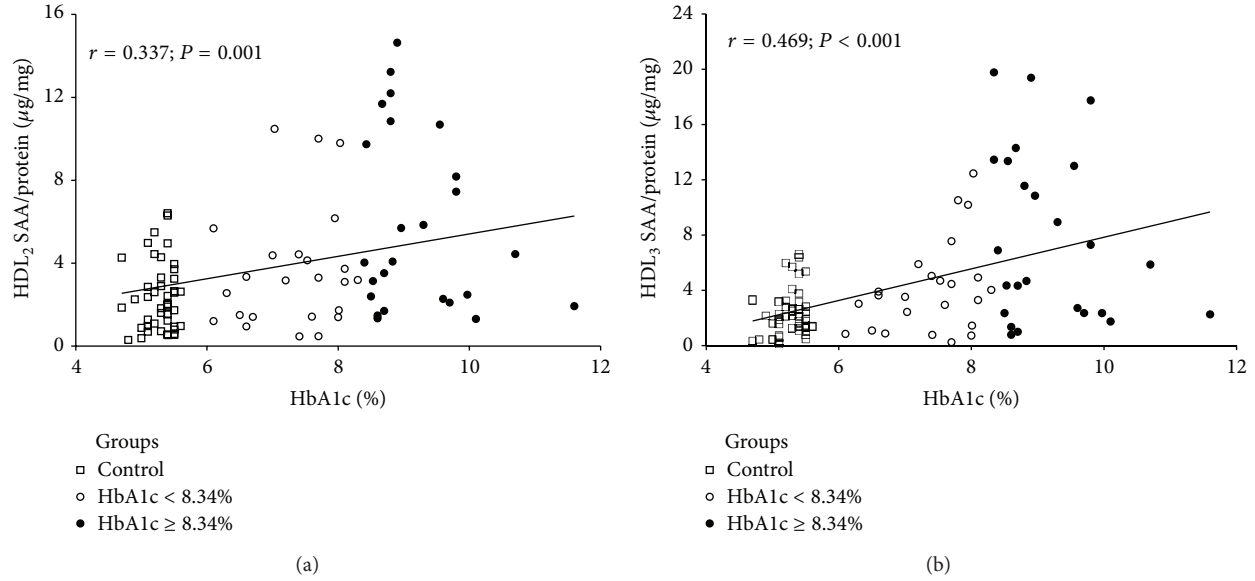 16
12
8
4
0
4
6
8
10
12
r = 0.337; P = 0.001
HDL₂ SAA/protein (μg/mg)
HbA1c (%)
Groups
Control
HbA1c < 8.34%
HbA1c ≥ 8.34%
(a)
24
20
16
12
8
4
0
4
6
8
10
12
r = 0.469; P < 0.001
HDL₃ SAA/protein (μg/mg)
HbA1c (%)
Groups
Control
HbA1c < 8.34%
HbA1c ≥ 8.34%
(b)